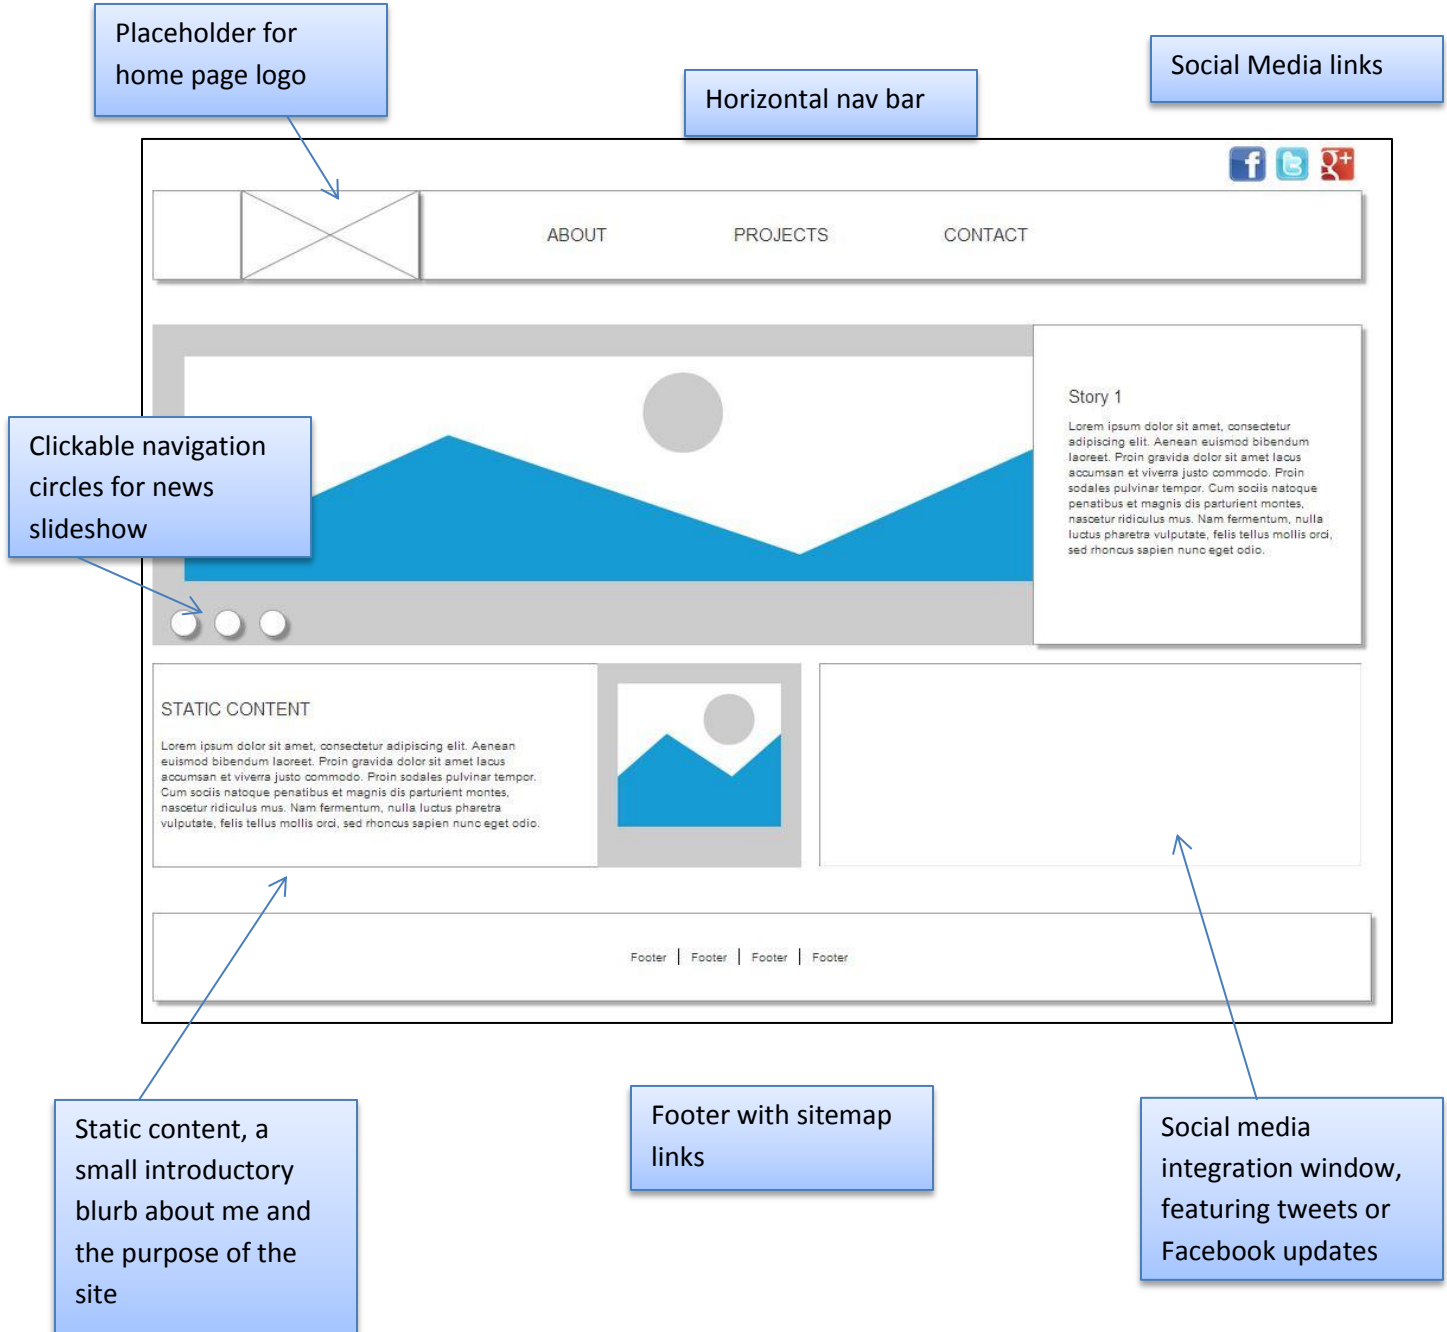 Placeholder for
home page logo
Social Media links
Horizontal nav bar
f
t
g+
ABOUT
PROJECTS
CONTACT
Story 1
Lorem ipsum dolor sit amet, consectetur
adipiscing elit. Aenean euismod bibendum
laoreet. Proin gravida dolor sit amet lacus
accumsan et viverra justo commodo. Proin
sodales pulvinar tempor. Cum sociis natoque
penatibus et magnis dis parturient montes,
nascetur ridiculus mus. Nam fermentum, nulla
luctus pharetra vulputate, felis tellus mollis orci,
sed rhoncus sapien nunc eget odio.
Clickable navigation
circles for news
slideshow
STATIC CONTENT
Lorem ipsum dolor sit amet, consectetur adipiscing elit. Aenean
euismod bibendum laoreet. Proin gravida dolor sit amet lacus
accumsan et viverra justo commodo. Proin sodales pulvinar tempor.
Cum sociis natoque penatibus et magnis dis parturient montes,
nascetur ridiculus mus. Nam fermentum, nulla luctus pharetra
vulputate, felis tellus mollis orci, sed rhoncus sapien nunc eget odio.
Footer | Footer | Footer | Footer
Static content, a
small introductory
blurb about me and
the purpose of the
site
Footer with sitemap
links
Social media
integration window,
featuring tweets or
Facebook updates